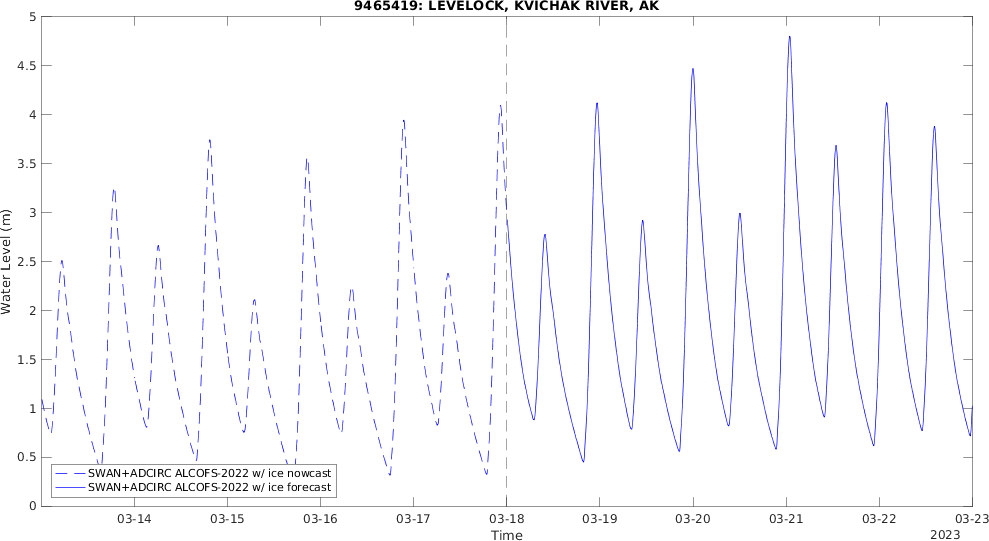 9465419: LEVELOCK, KVICHAK RIVER, AK
Water Level (m)
5
4.5
4
3.5
3
2.5
2
1.5
1
0.5
0
SWAN+ADCIRC ALCOFS-2022 w/ ice nowcast
SWAN+ADCIRC ALCOFS-2022 w/ ice forecast
03-14 03-15 03-16 03-17 03-18 03-19 03-20 03-21 03-22 03-23
Time
2023